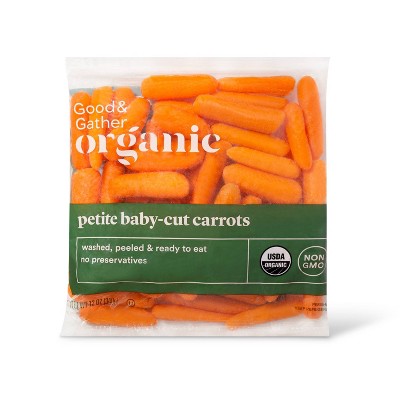 Good&
Gather
organic
petite baby-cut carrots
washed, peeled & ready to eat
no preservatives
USDA
ORGANIC
NON
GMO